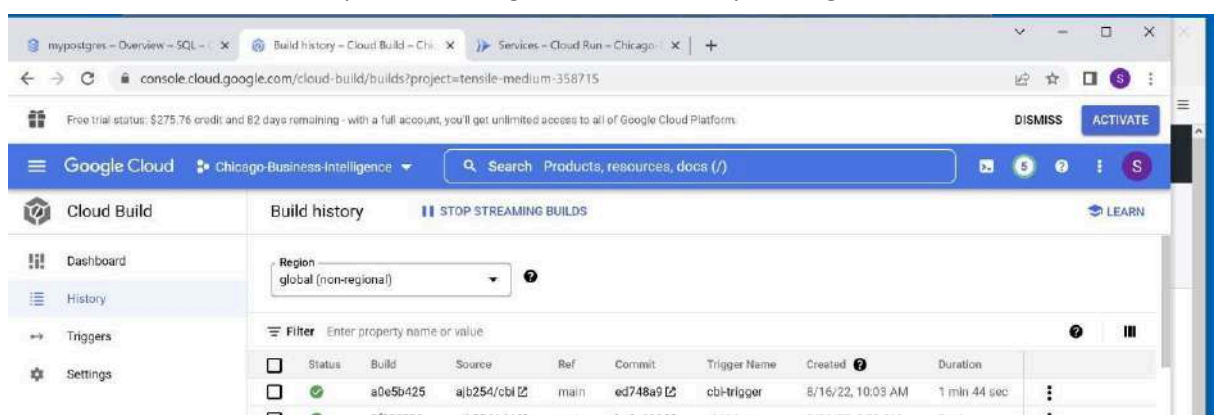 mypostgres – Overview – SQL – C
Build history – Cloud Build – Chi
Services – Cloud Run – Chicago-
console.cloud.google.com/cloud-build/builds?project=tensile-medium-358715
S
Free trial status: $275.76 credit and 82 days remaining - with a full account, you'll get unlimited access to all of Google Cloud Platform.
DISMISS
ACTIVATE
Google Cloud
Chicago-Business-Intelligence
Search Products, resources, docs (/)
5
S
Cloud Build
Build history
STOP STREAMING BUILDS
LEARN
Dashboard
History
Triggers
Settings
Region
global (non-regional)
Filter Enter property name or value
Status Build Source Ref Commit Trigger Name Created Duration
a0e5b425 ajb254/cbi main ed748a9 cbi-trigger 8/16/22, 10:03 AM 1 min 44 sec